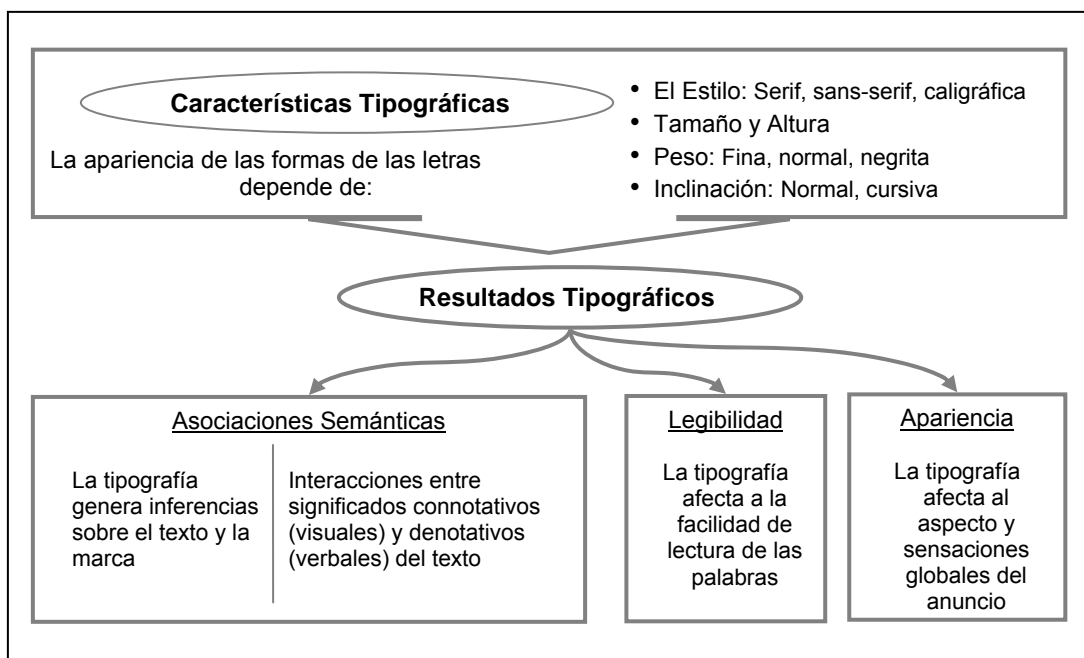 Características Tipográficas
La apariencia de las formas de las letras
depende de:
• El Estilo: Serif, sans-serif, caligráfica
• Tamaño y Altura
• Peso: Fina, normal, negrita
• Inclinación: Normal, cursiva
Resultados Tipográficos
Asociaciones Semánticas
La tipografía
genera inferencias
sobre el texto y la
marca
Interacciones entre
significados connotativos
(visuales) y denotativos
(verbales) del texto
Legibilidad
La tipografía
afecta a la
facilidad de
lectura de las
palabras
Apariencia
La tipografía
afecta al
aspecto y
sensaciones
globales del
anuncio